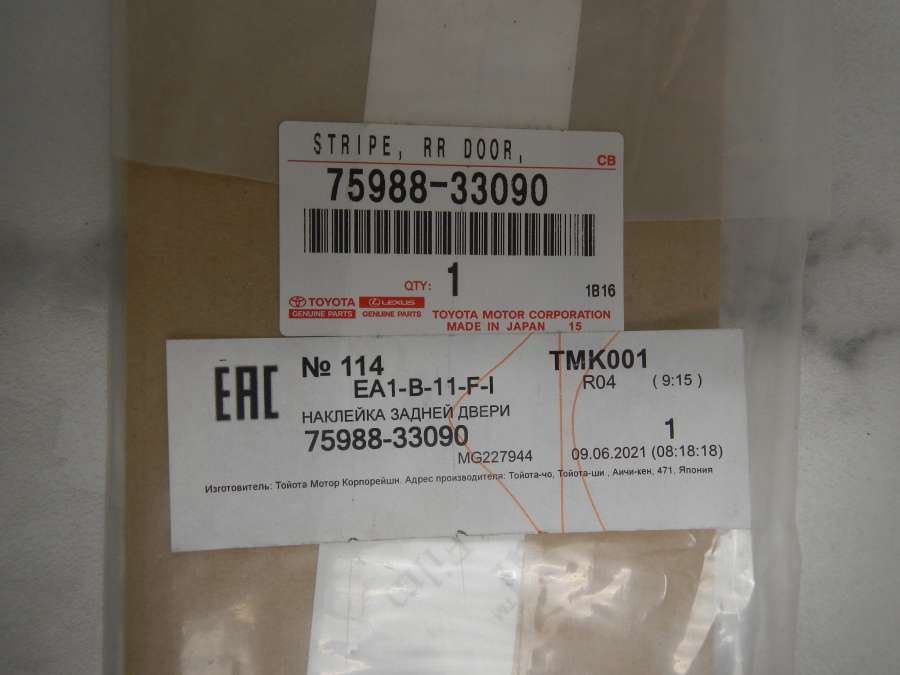 STRIPE, RR DOOR,
CB
75988-33090
QTY: 1
1B16
TOYOTA LEXUS
GENUINE PARTS GENUINE PARTS
TOYOTA MOTOR CORPORATION
MADE IN JAPAN 15
EAC
№ 114
TMK001
EA1-B-11-F-I
R04 ( 9:15 )
НАКЛЕЙКА ЗАДНЕЙ ДВЕРИ
75988-33090
1
MG227944
09.06.2021 (08:18:18)
Изготовитель: Тойота Мотор Корпорейшн. Адрес производителя: Тойота-чо, Тойота-ши , Аичи-кен, 471, Япония